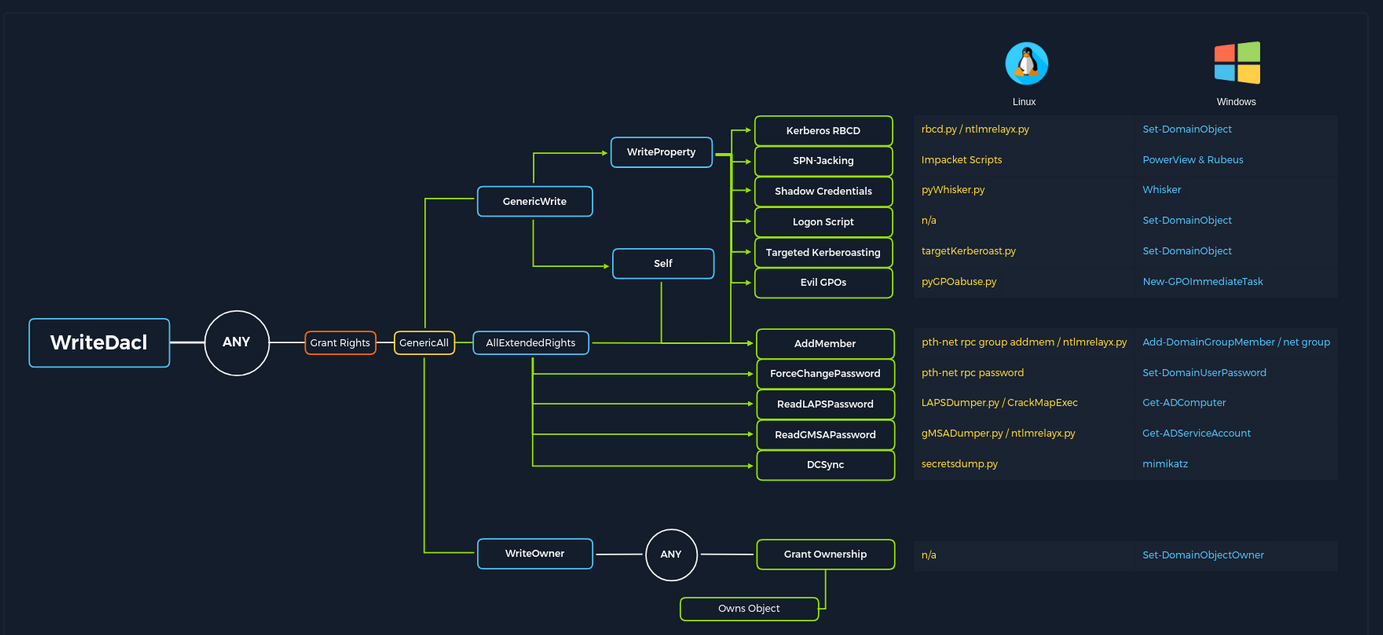 Linux
Windows
Kerberos RBCD
rbcd.py / ntlmrelayx.py
Set-DomainObject
WriteProperty
SPN-Jacking
Impacket Scripts
PowerView & Rubeus
GenericWrite
Shadow Credentials
pyWhisker.py
Whisker
Logon Script
n/a
Set-DomainObject
Self
Targeted Kerberoasting
targetKerberoast.py
Set-DomainObject
Evil GPOs
pyGPOabuse.py
New-GPOImmediateTask
WriteDacl
ANY
Grant Rights
GenericAll
AllExtendedRights
AddMember
pth-net rpc group addmem / ntlmrelayx.py
Add-DomainGroupMember / net group
ForceChangePassword
pth-net rpc password
Set-DomainUserPassword
ReadLAPSPassword
LAPSDumper.py / CrackMapExec
Get-ADComputer
ReadGMSAPassword
gMSADumper.py / ntlmrelayx.py
Get-ADServiceAccount
DCSync
secretsdump.py
mimikatz
WriteOwner
ANY
Grant Ownership
n/a
Set-DomainObjectOwner
Owns Object